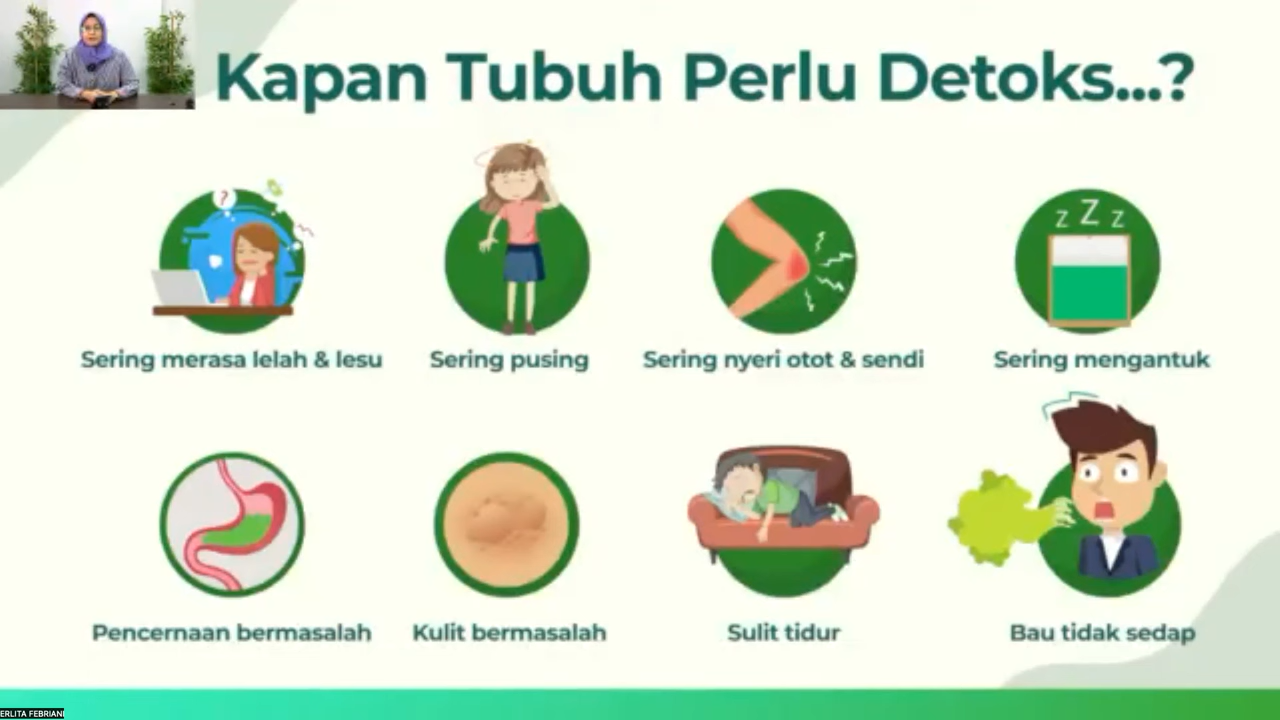 Kapan Tubuh Perlu Detoks...?
?
z Z z
Sering merasa lelah & lesu
Sering pusing
Sering nyeri otot & sendi
Sering mengantuk
Pencernaan bermasalah
Kulit bermasalah
Sulit tidur
Bau tidak sedap
ERLITA FEBRIANI